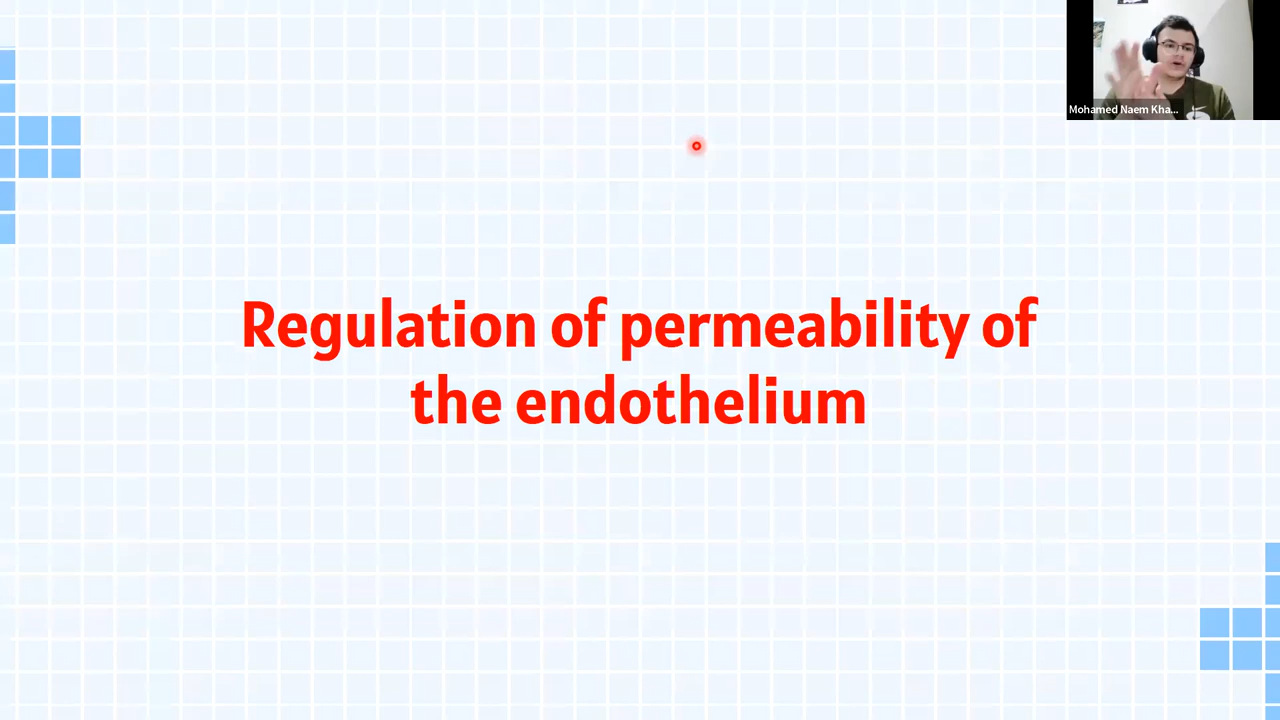 Mohamed Naem Kha...
Regulation of permeability of
the endothelium